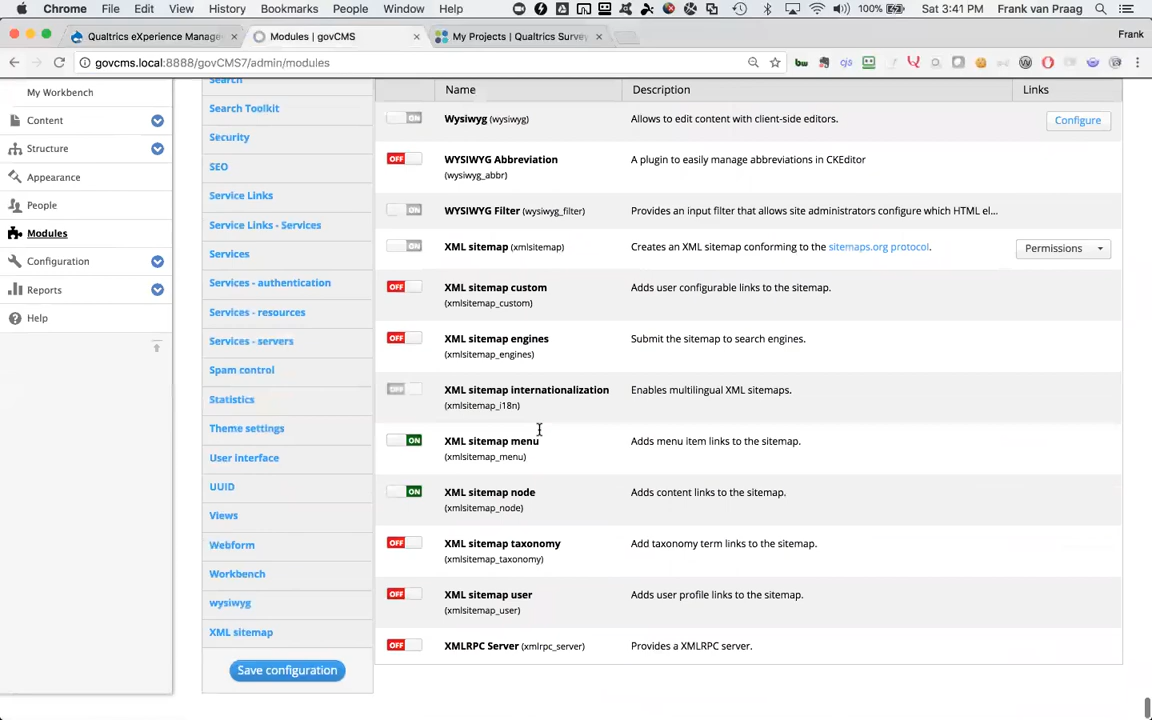 Chrome File Edit View History Bookmarks People Window Help 100% Sat 3:41 PM Frank van Praag
Qualtrics eXperience Manage × Modules | govCMS × My Projects | Qualtrics Survey × Frank
govcms.local:8888/govCMS7/admin/modules
My Workbench
Content
Structure
Appearance
People
Modules
Configuration
Reports
Help
Search
Search Toolkit
Security
SEO
Service Links
Service Links - Services
Services
Services - authentication
Services - resources
Services - servers
Spam control
Statistics
Theme settings
User interface
UUID
Views
Webform
Workbench
wysiwyg
XML sitemap
Save configuration
Name Description Links
ON Wysiwyg (wysiwyg) Allows to edit content with client-side editors. Configure
OFF WYSIWYG Abbreviation A plugin to easily manage abbreviations in CKEditor
(wysiwyg_abbr)
ON WYSIWYG Filter (wysiwyg_filter) Provides an input filter that allows site administrators configure which HTML el...
ON XML sitemap (xmlsitemap) Creates an XML sitemap conforming to the sitemaps.org protocol. Permissions
OFF XML sitemap custom Adds user configurable links to the sitemap.
(xmlsitemap_custom)
OFF XML sitemap engines Submit the sitemap to search engines.
(xmlsitemap_engines)
OFF XML sitemap internationalization Enables multilingual XML sitemaps.
(xmlsitemap_i18n)
ON XML sitemap menu Adds menu item links to the sitemap.
(xmlsitemap_menu)
ON XML sitemap node Adds content links to the sitemap.
(xmlsitemap_node)
OFF XML sitemap taxonomy Add taxonomy term links to the sitemap.
(xmlsitemap_taxonomy)
OFF XML sitemap user Adds user profile links to the sitemap.
(xmlsitemap_user)
OFF XMLRPC Server (xmlrpc_server) Provides a XMLRPC server.